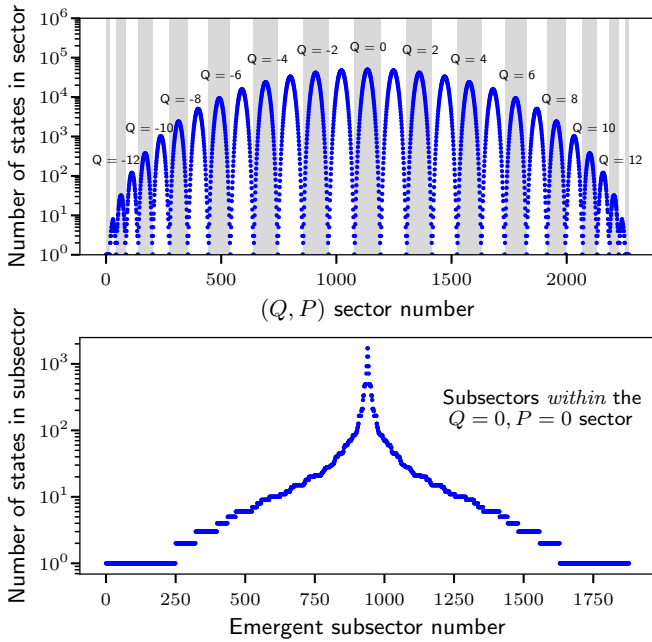 Number of states in sector
10^6
10^5
10^4
10^3
10^2
10^1
10^0
Q = -12
Q = -10
Q = -8
Q = -6
Q = -4
Q = -2
Q = 0
Q = 2
Q = 4
Q = 6
Q = 8
Q = 10
Q = 12
0 500 1000 1500 2000
(Q, P) sector number
Number of states in subsector
10^3
10^2
10^1
10^0
Subsectors within the
Q = 0, P = 0 sector
0 250 500 750 1000 1250 1500 1750
Emergent subsector number